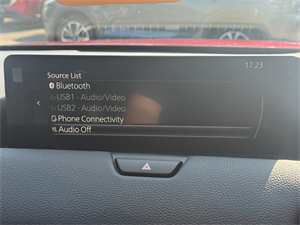 17:23
Source List
Bluetooth
USB1 - Audio/Video
USB2 - Audio/Video
Phone Connectivity
Audio Off